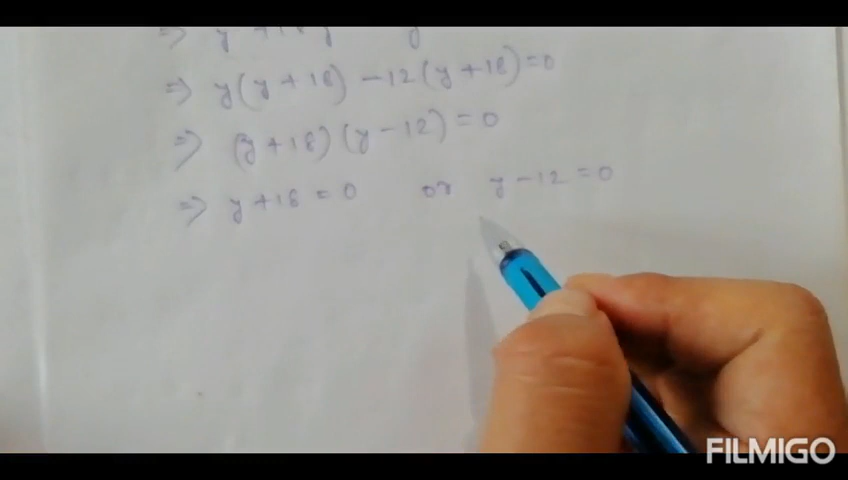 ⇒ y(y+18) -12(y+18)=0
⇒ (y+18)(y-12)=0
⇒ y+18=0 or y-12=0
FILMIGO